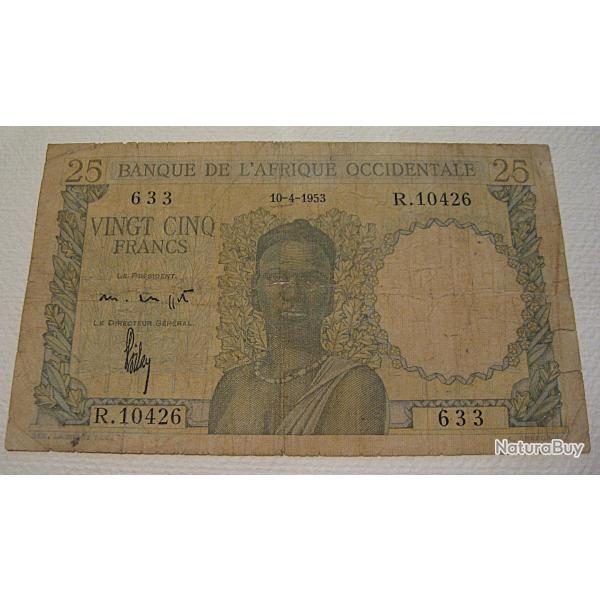 25 BANQUE DE L'AFRIQUE OCCIDENTALE 25
633 10-4-1953 R.10426
VINGT CINQ
FRANCS
LE PRÉSIDENT
LE DIRECTEUR GÉNÉRAL
R.10426 633
25
NaturaBuy